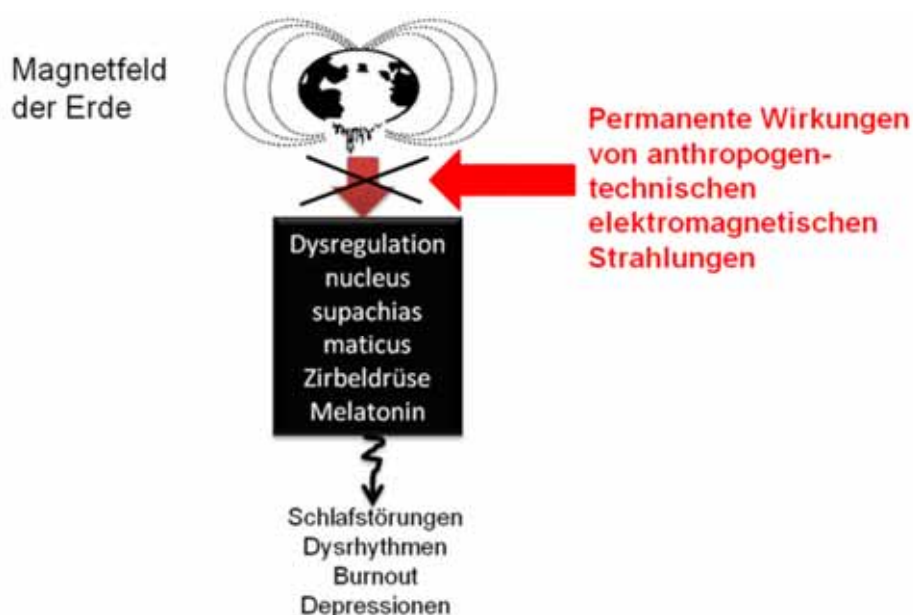 Magnetfeld
der Erde
Permanente Wirkungen
von anthropogen-
technischen
elektromagnetischen
Strahlungen
Dysregulation
nucleus
supachias
maticus
Zirbeldrüse
Melatonin
Schlafstörungen
Dysrhythmen
Burnout
Depressionen